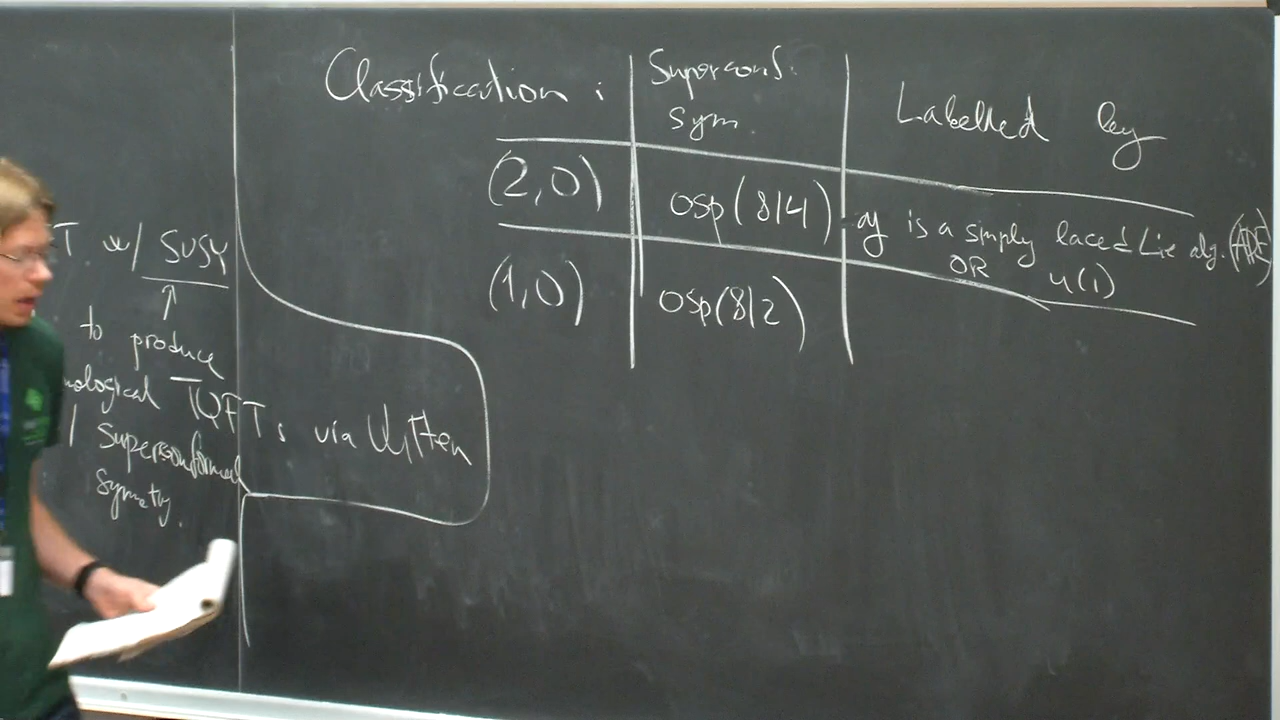 T w/ SUSY
↑
to produce
nological TQFTs via Witten
/ Superconformal
symetry.
Classification :
Superconf.
sym.
Labelled by
(2,0)
osp(8|4)
g is a simply laced Lie alg. (ADE)
OR u(1)
(1,0)
osp(8|2)